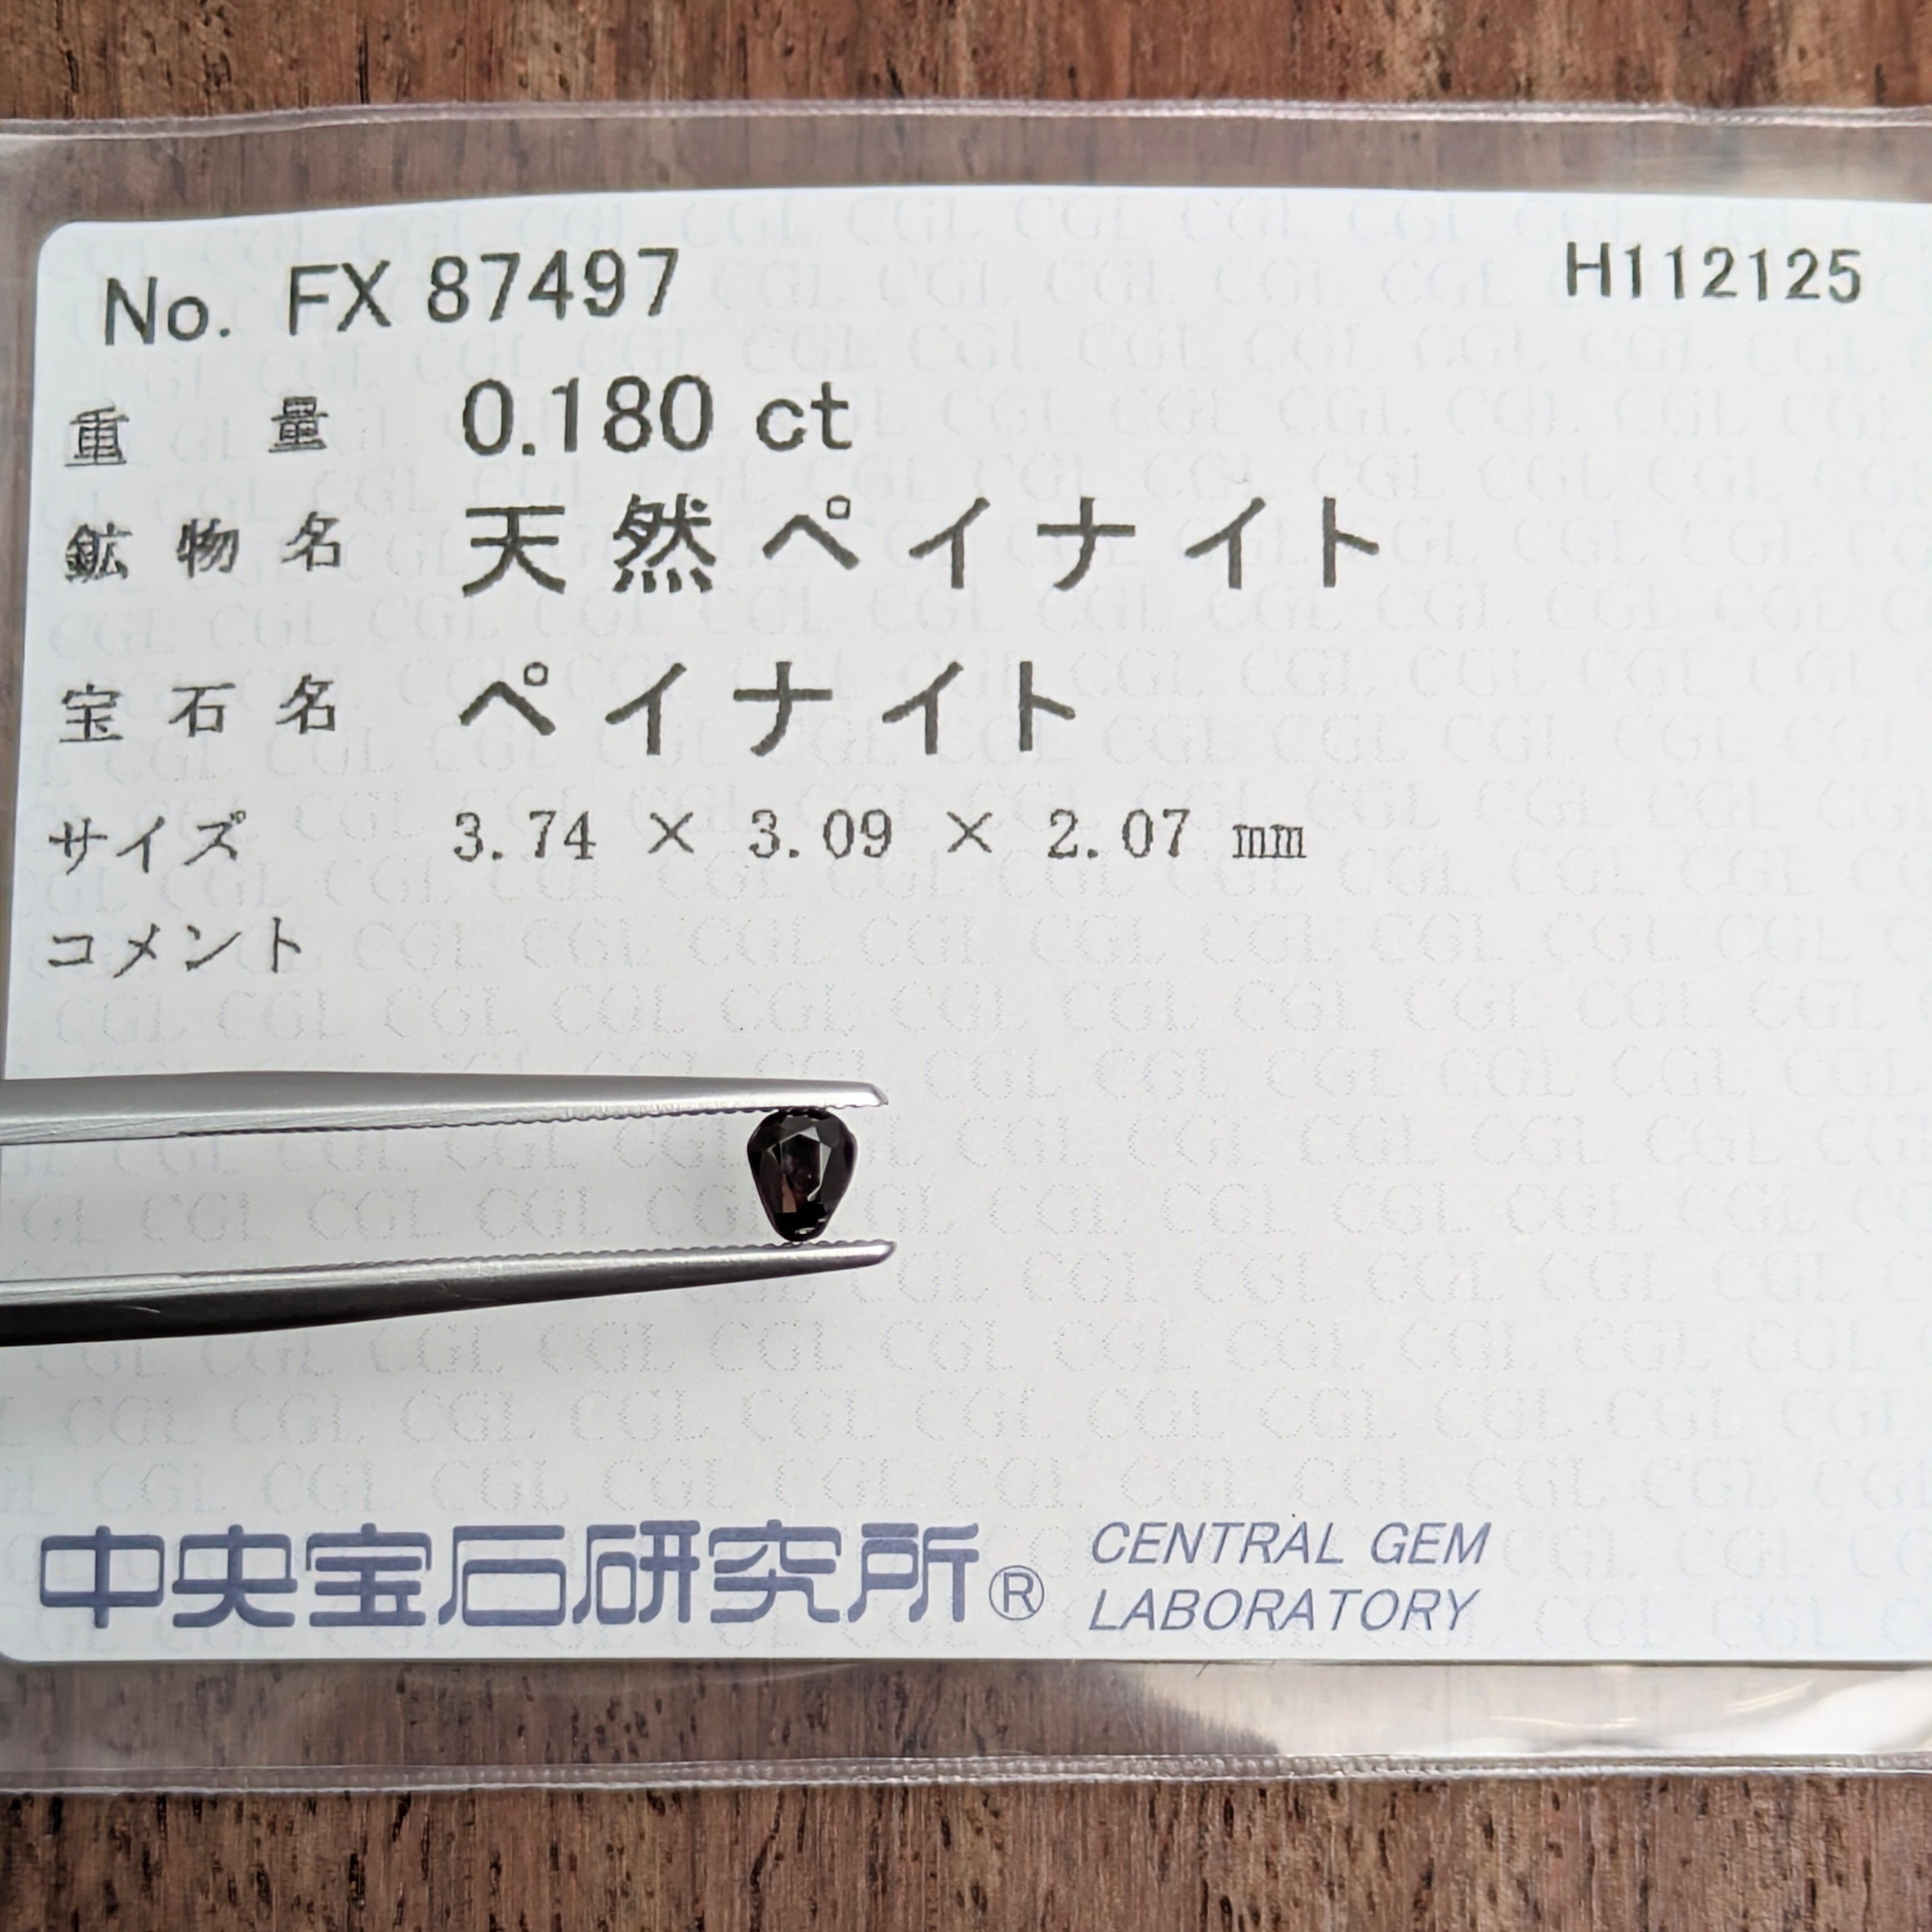 No. FX 87497 H112125
重量 0.180 ct
鉱物名 天然ペイナイト
宝石名 ペイナイト
サイズ 3.74 × 3.09 × 2.07 mm
コメント
中央宝石研究所® CENTRAL GEM
LABORATORY